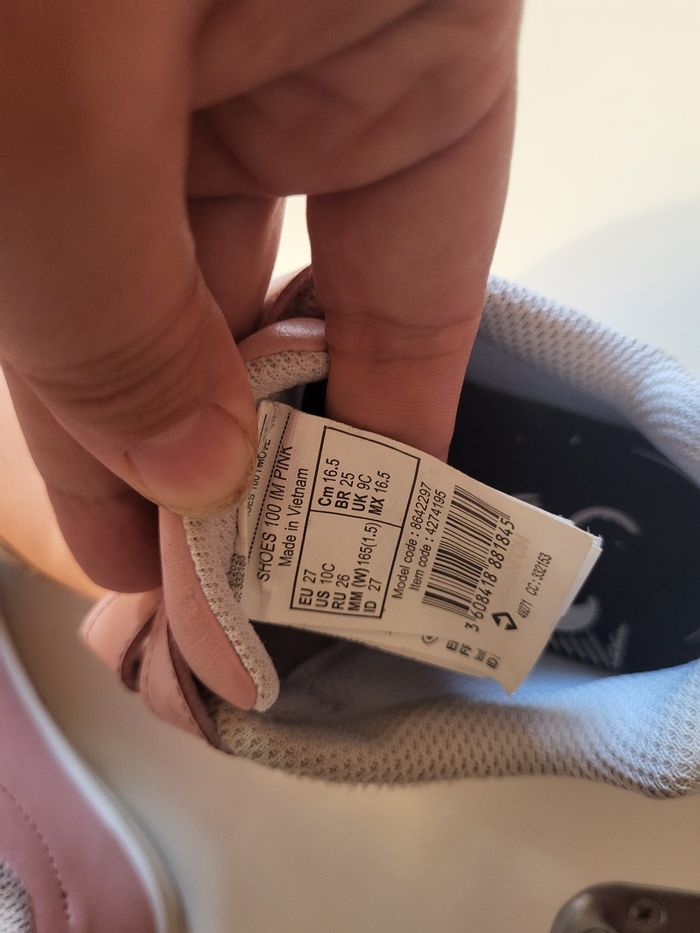 SHOES 100 IM PINK
Made in Vietnam
EU 27
US 10C
RU 26
MM (W) 165(1.5)
ID 27
Cm 16.5
BR 25
UK 9C
MX 16.5
Model code : 8642297
Item code : 4274195
3 608418 881845
48271 CC : 332153